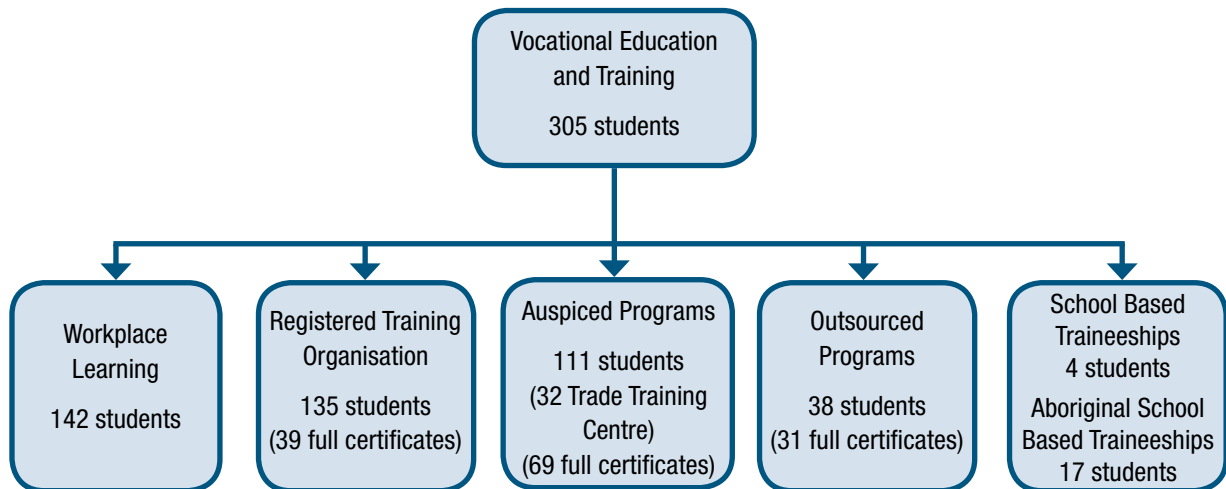 Vocational Education
and Training
305 students
Workplace
Learning
142 students
Registered Training
Organisation
135 students
(39 full certificates)
Auspiced Programs
111 students
(32 Trade Training
Centre)
(69 full certificates)
Outsourced
Programs
38 students
(31 full certificates)
School Based
Traineeships
4 students
Aboriginal School
Based Traineeships
17 students